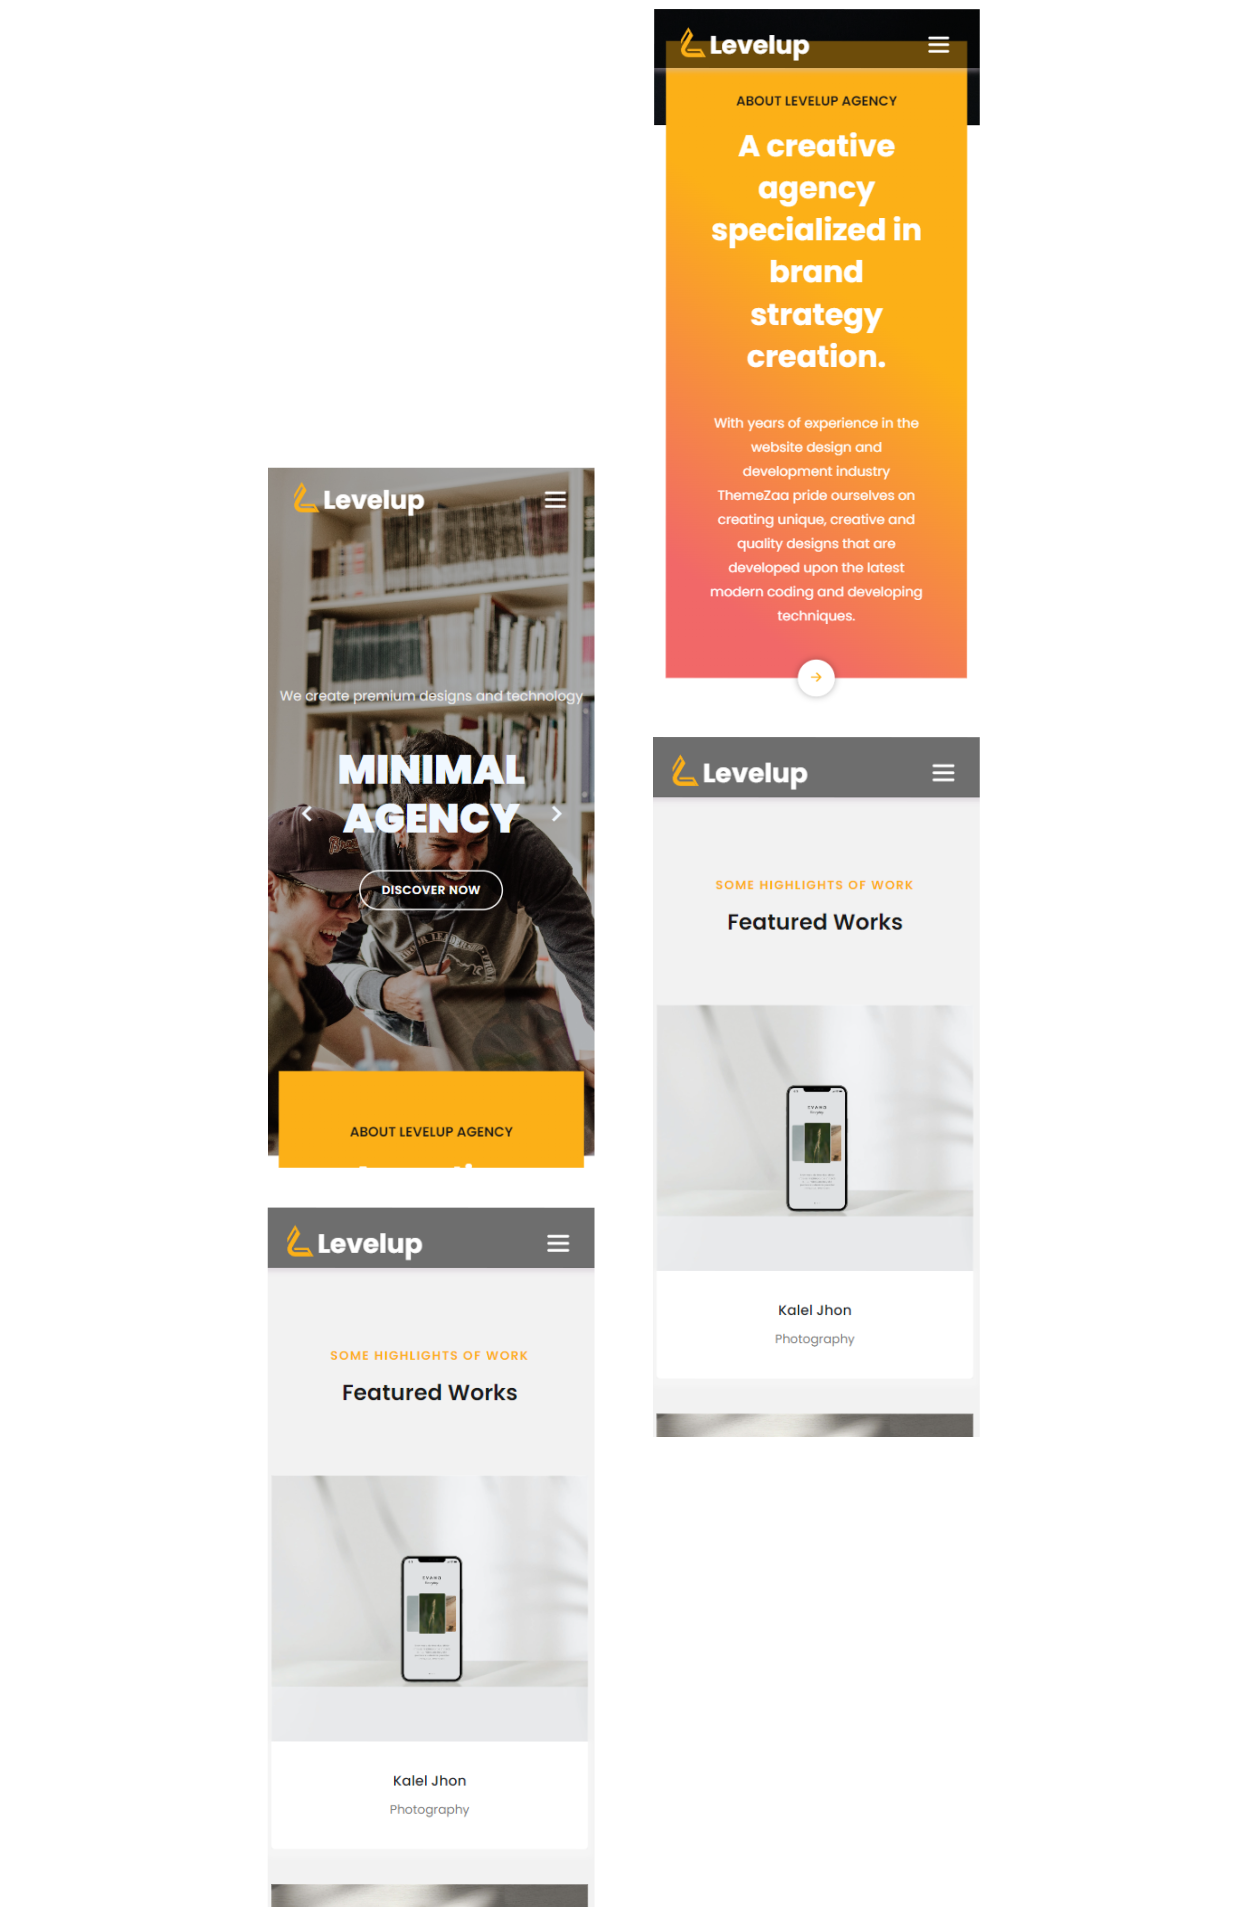 Levelup
We create premium designs and technology
MINIMAL
AGENCY
DISCOVER NOW
ABOUT LEVELUP AGENCY
Levelup
SOME HIGHLIGHTS OF WORK
Featured Works
Kalel Jhon
Photography
Levelup
ABOUT LEVELUP AGENCY
A creative
agency
specialized in
brand
strategy
creation.
With years of experience in the
website design and
development industry
ThemeZaa pride ourselves on
creating unique, creative and
quality designs that are
developed upon the latest
modern coding and developing
techniques.
Levelup
SOME HIGHLIGHTS OF WORK
Featured Works
Kalel Jhon
Photography